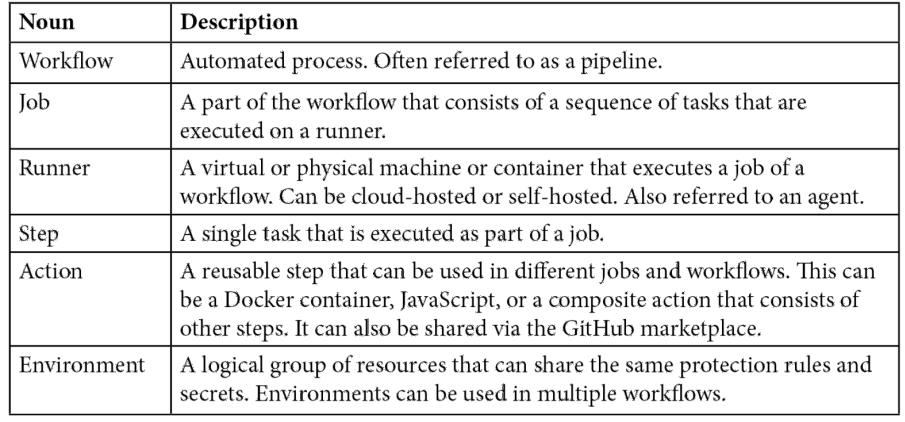 Noun Description
Workflow Automated process. Often referred to as a pipeline.
Job A part of the workflow that consists of a sequence of tasks that are
executed on a runner.
Runner A virtual or physical machine or container that executes a job of a
workflow. Can be cloud-hosted or self-hosted. Also referred to an agent.
Step A single task that is executed as part of a job.
Action A reusable step that can be used in different jobs and workflows. This can
be a Docker container, JavaScript, or a composite action that consists of
other steps. It can also be shared via the GitHub marketplace.
Environment A logical group of resources that can share the same protection rules and
secrets. Environments can be used in multiple workflows.